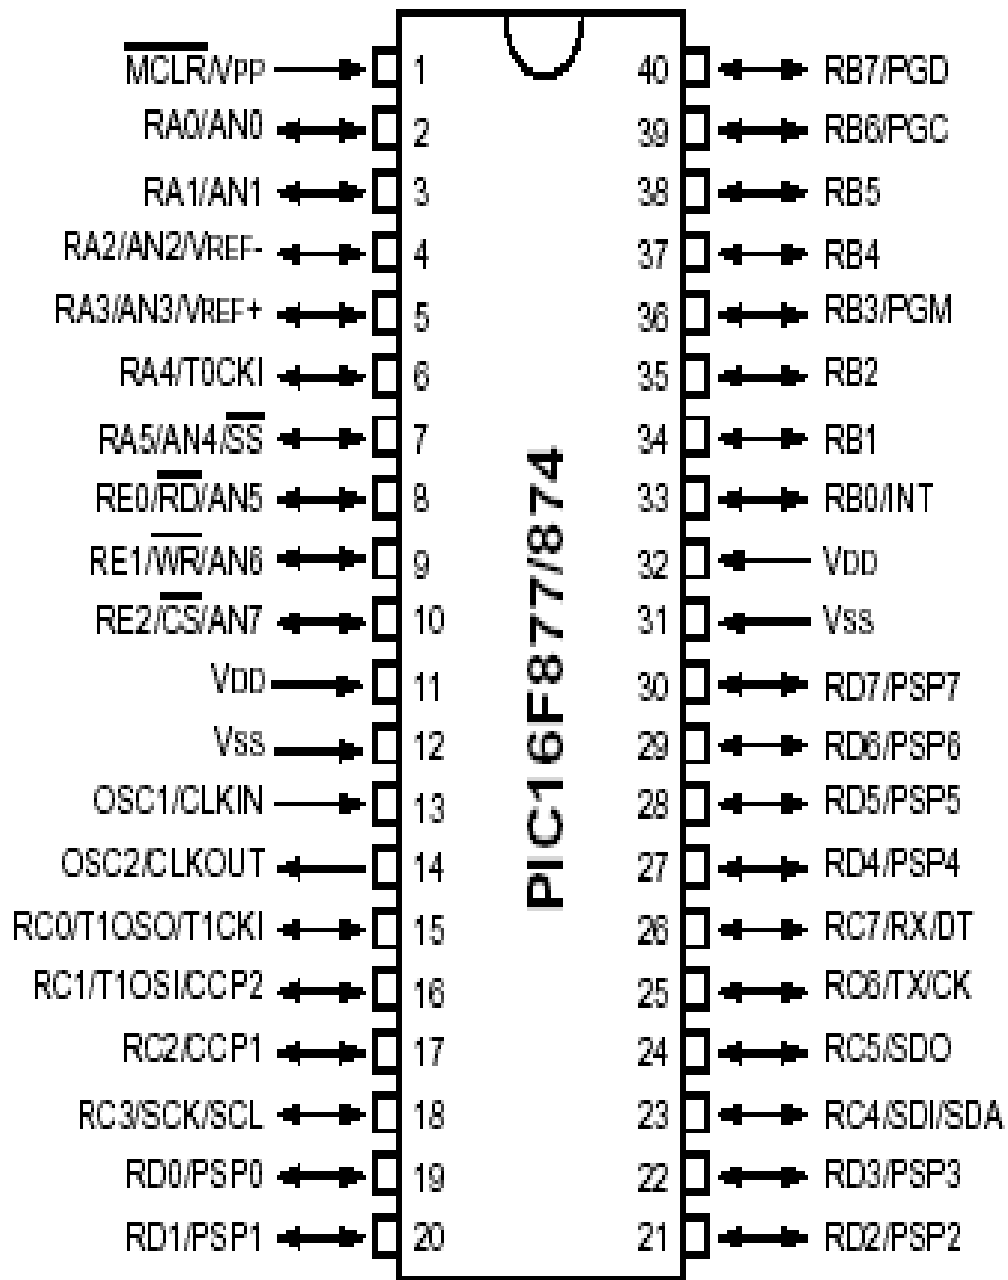 MCLR/VPP 1 40 RB7/PGD
RA0/AN0 2 39 RB6/PGC
RA1/AN1 3 38 RB5
RA2/AN2/VREF- 4 37 RB4
RA3/AN3/VREF+ 5 36 RB3/PGM
RA4/T0CKI 6 35 RB2
RA5/AN4/SS 7 34 RB1
RE0/RD/AN5 8 33 RB0/INT
RE1/WR/AN6 9 32 VDD
RE2/CS/AN7 10 31 VSS
VDD 11 30 RD7/PSP7
VSS 12 29 RD6/PSP6
OSC1/CLKIN 13 28 RD5/PSP5
OSC2/CLKOUT 14 27 RD4/PSP4
RC0/T1OSO/T1CKI 15 26 RC7/RX/DT
RC1/T1OSI/CCP2 16 25 RC6/TX/CK
RC2/CCP1 17 24 RC5/SDO
RC3/SCK/SCL 18 23 RC4/SDI/SDA
RD0/PSP0 19 22 RD3/PSP3
RD1/PSP1 20 21 RD2/PSP2
PIC16F877/874